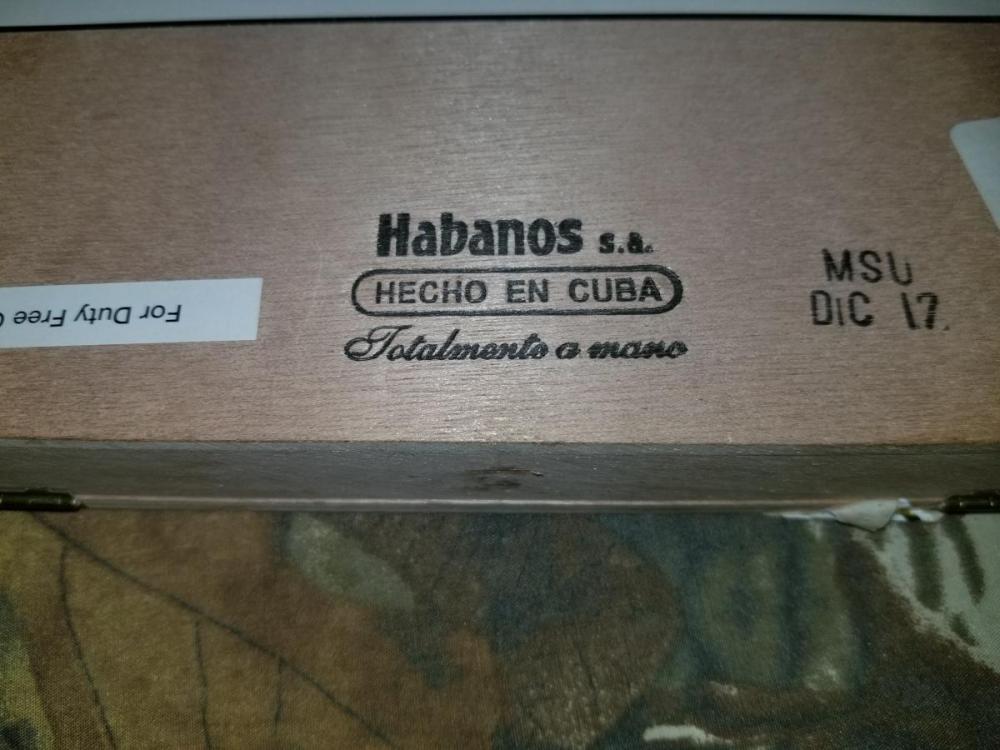 Habanos s.a.
HECHO EN CUBA
Totalmente a mano
MSU
DIC 17
For Duty Free